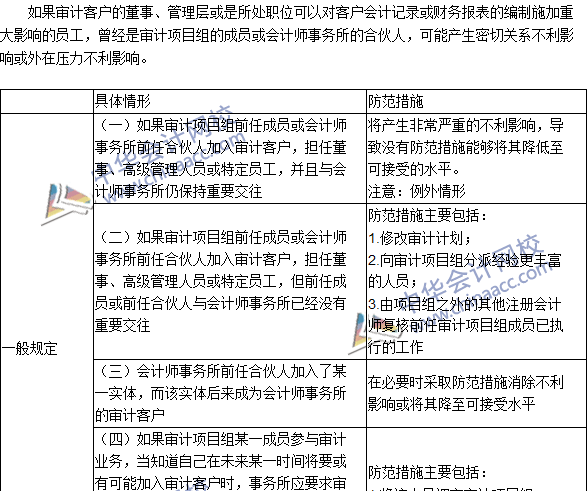 如果审计客户的董事、管理层或是所处职位可以对客户会计记录或财务报表的编制施加重
大影响的员工，曾经是审计项目组的成员或会计师事务所的合伙人，可能产生密切关系不利影
响或外在压力不利影响。
具体情形
防范措施
一般规定
（一）如果审计项目组前任成员或会计师
事务所前任合伙人加入审计客户，担任董
事、高级管理人员或特定员工，并且与会
计师事务所仍保持重要交往
将产生非常严重的不利影响，导
致没有防范措施能够将其降低至
可接受的水平。
注意：例外情形
（二）如果审计项目组前任成员或会计师
事务所前任合伙人加入审计客户，担任董
事、高级管理人员或特定员工，但前任成
员或前任合伙人与会计师事务所已经没有
重要交往
防范措施主要包括：
1.修改审计计划；
2.向审计项目组分派经验更丰富
的人员；
3.由项目组之外的其他注册会计
师复核前任审计项目组成员已执
行的工作
（三）会计师事务所前任合伙人加入了某
一实体，而该实体后来成为会计师事务所
的审计客户
在必要时采取防范措施消除不利
影响或将其降至可接受水平
（四）如果审计项目组某一成员参与审计
业务，当知道自己在未来某一时间将要或
有可能加入审计客户时，事务所应要求审
防范措施主要包括：
中华会计网校
www.chinaacc.com
中华会计网校
www.chinaacc.com